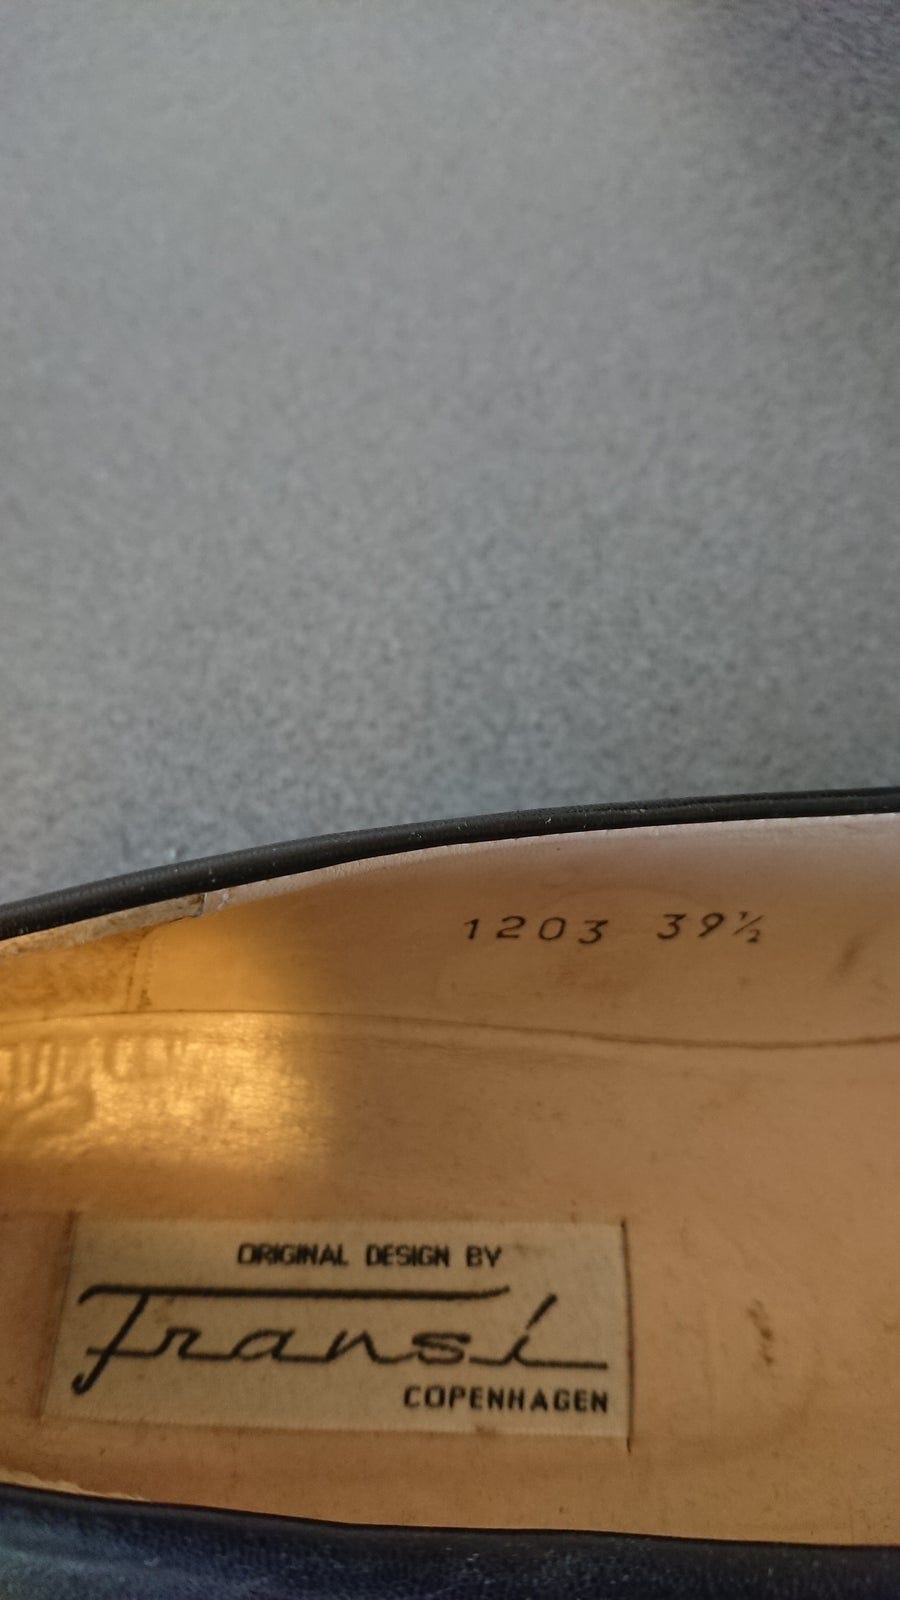 1203 39½
ORIGINAL DESIGN BY
Fransi
COPENHAGEN